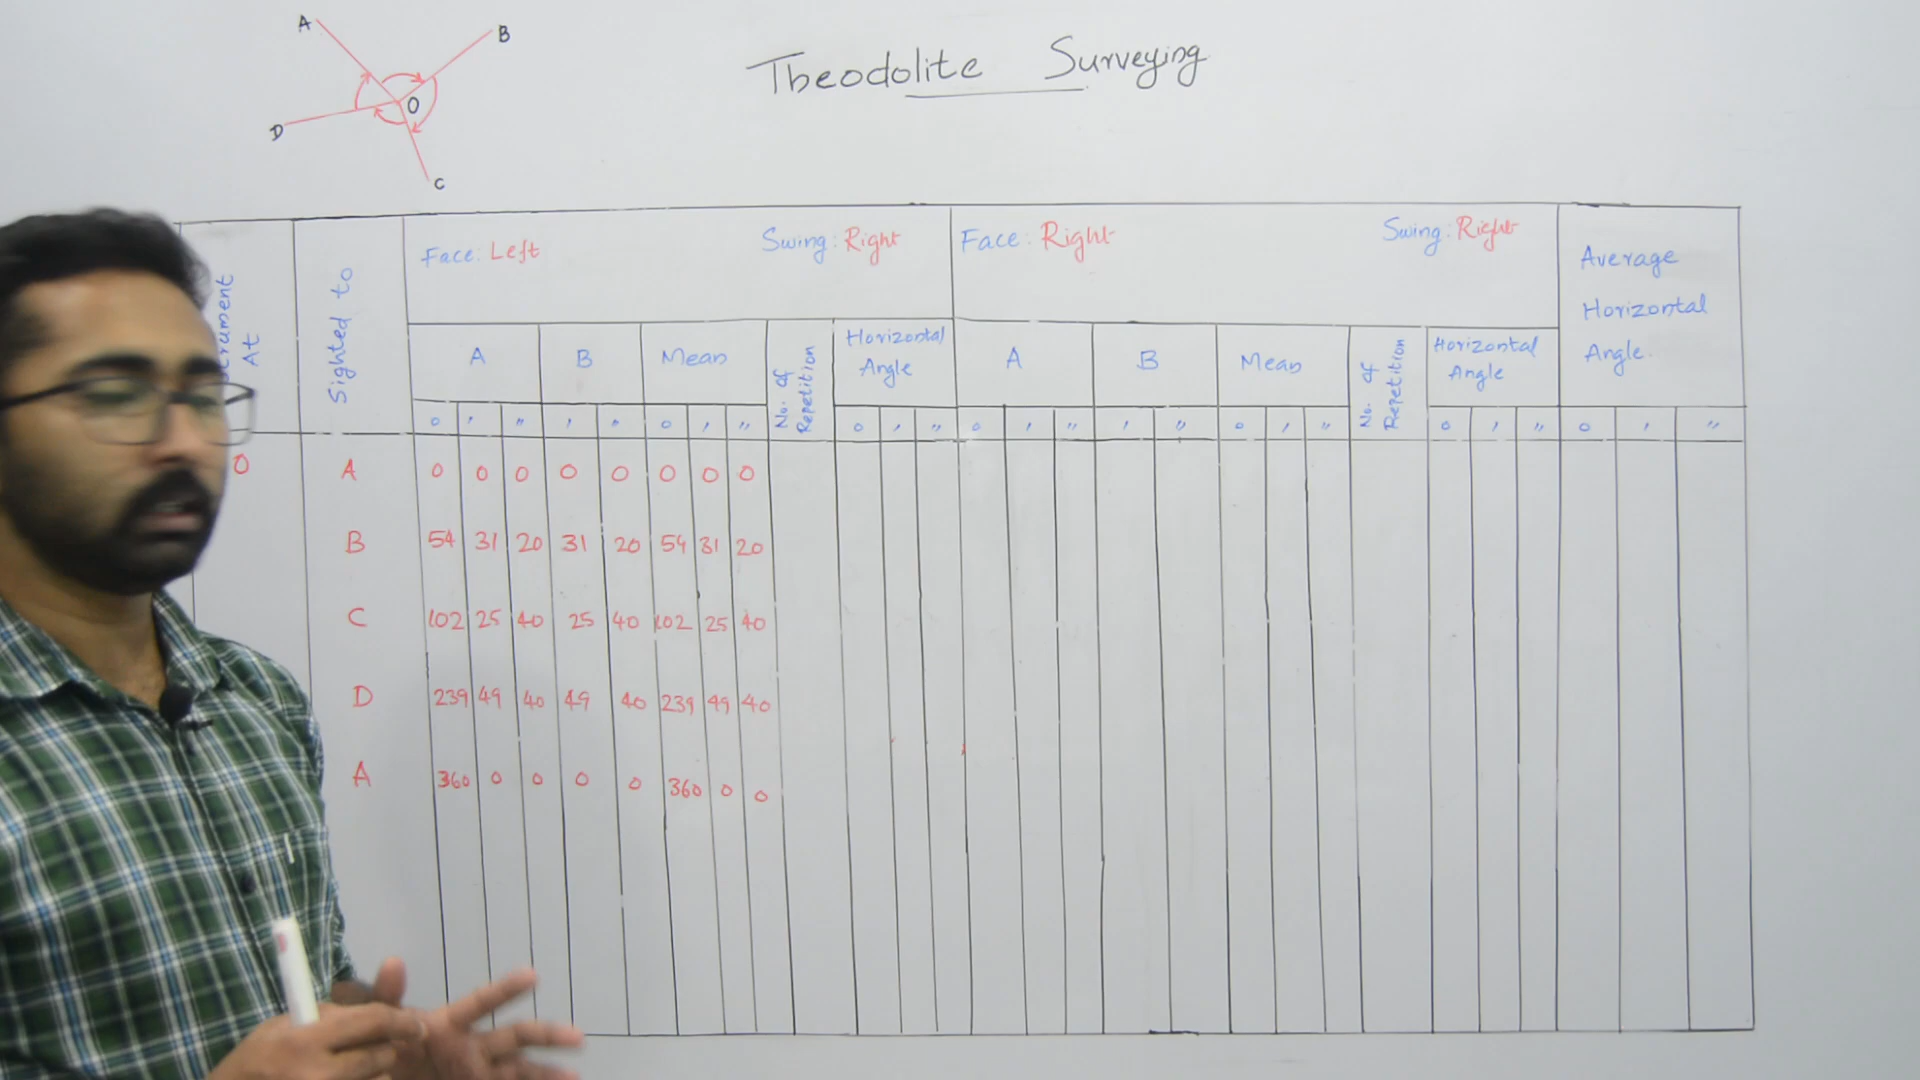 A
B
O
D
C
Theodolite Surveying
At
Sighted to
Face: Left
Swing: Right
Face: Right
Swing: Right
Average
Horizontal
Angle.
A B Mean
No. of
Repetition
Horizontal
Angle
A B Mean
No. of
Repetition
Horizontal
Angle
° ' " ' " ° ' " ° ' " ° ' " ' " ° ' " ° ' " ° ' "
O A 0 0 0 0 0 0 0 0
B 54 31 20 31 20 54 31 20
C 102 25 40 25 40 102 25 40
D 239 49 40 49 40 239 49 40
A 360 0 0 0 0 360 0 0